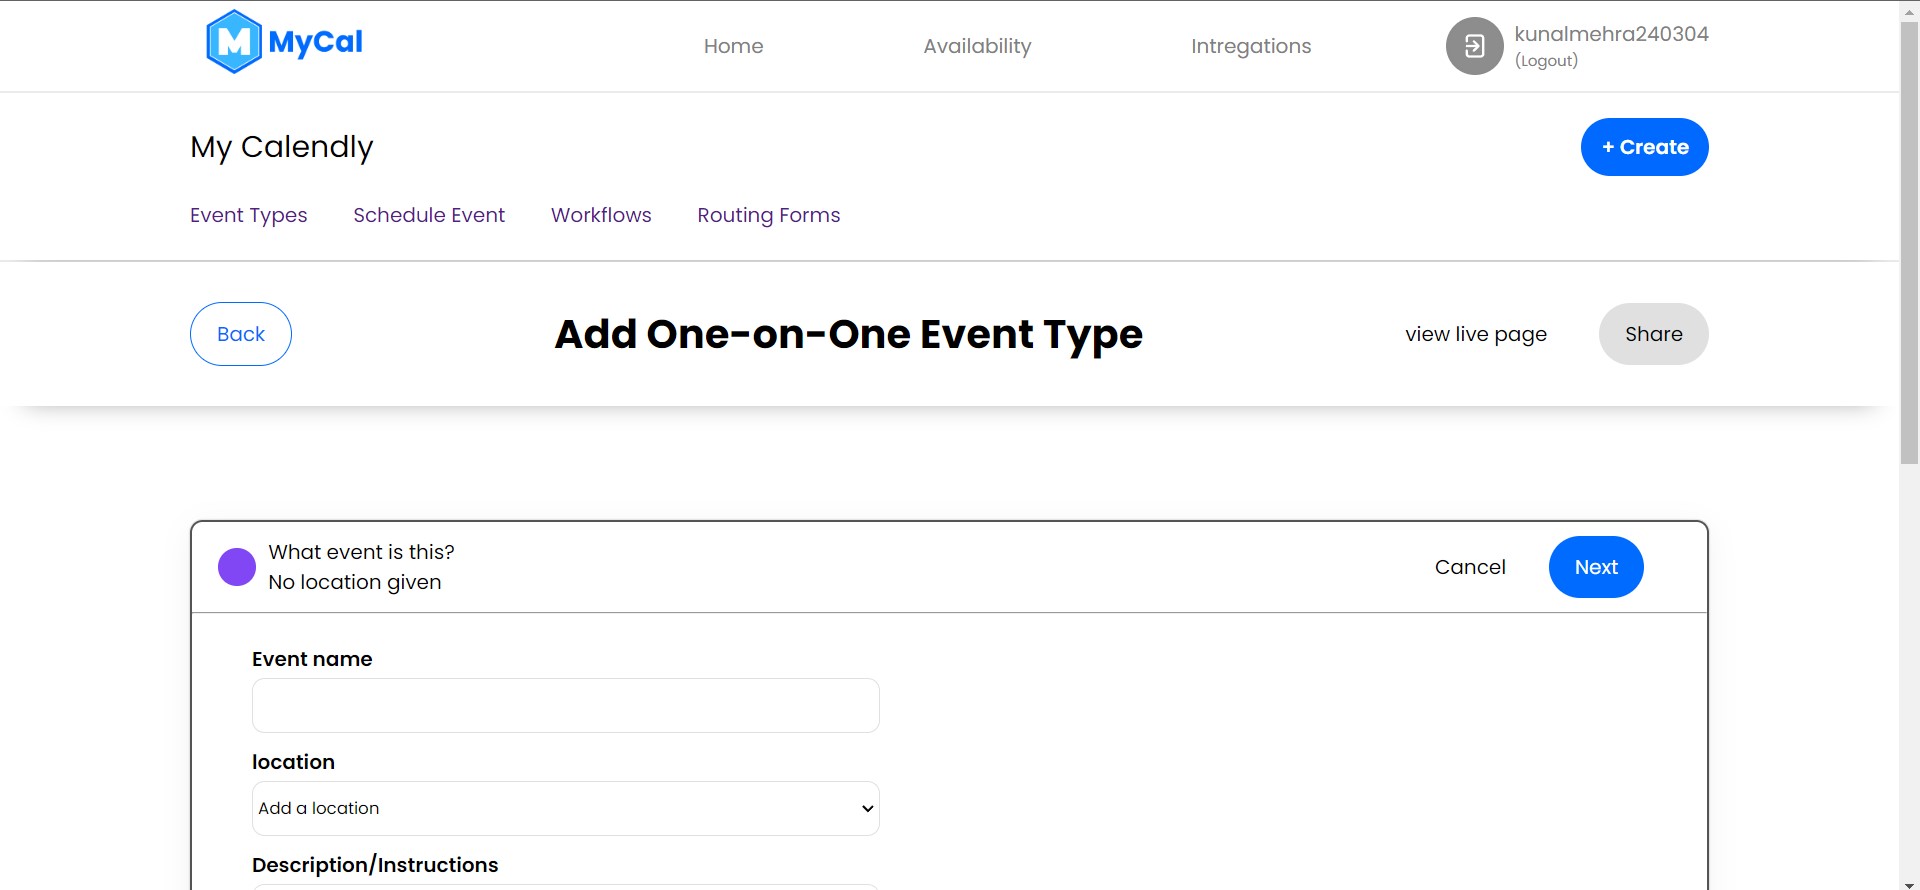 M MyCal
Home
Availability
Intregations
kunalmehra240304
(Logout)
My Calendly
+ Create
Event Types
Schedule Event
Workflows
Routing Forms
Back
Add One-on-One Event Type
view live page
Share
What event is this?
No location given
Cancel
Next
Event name
location
Add a location
Description/Instructions